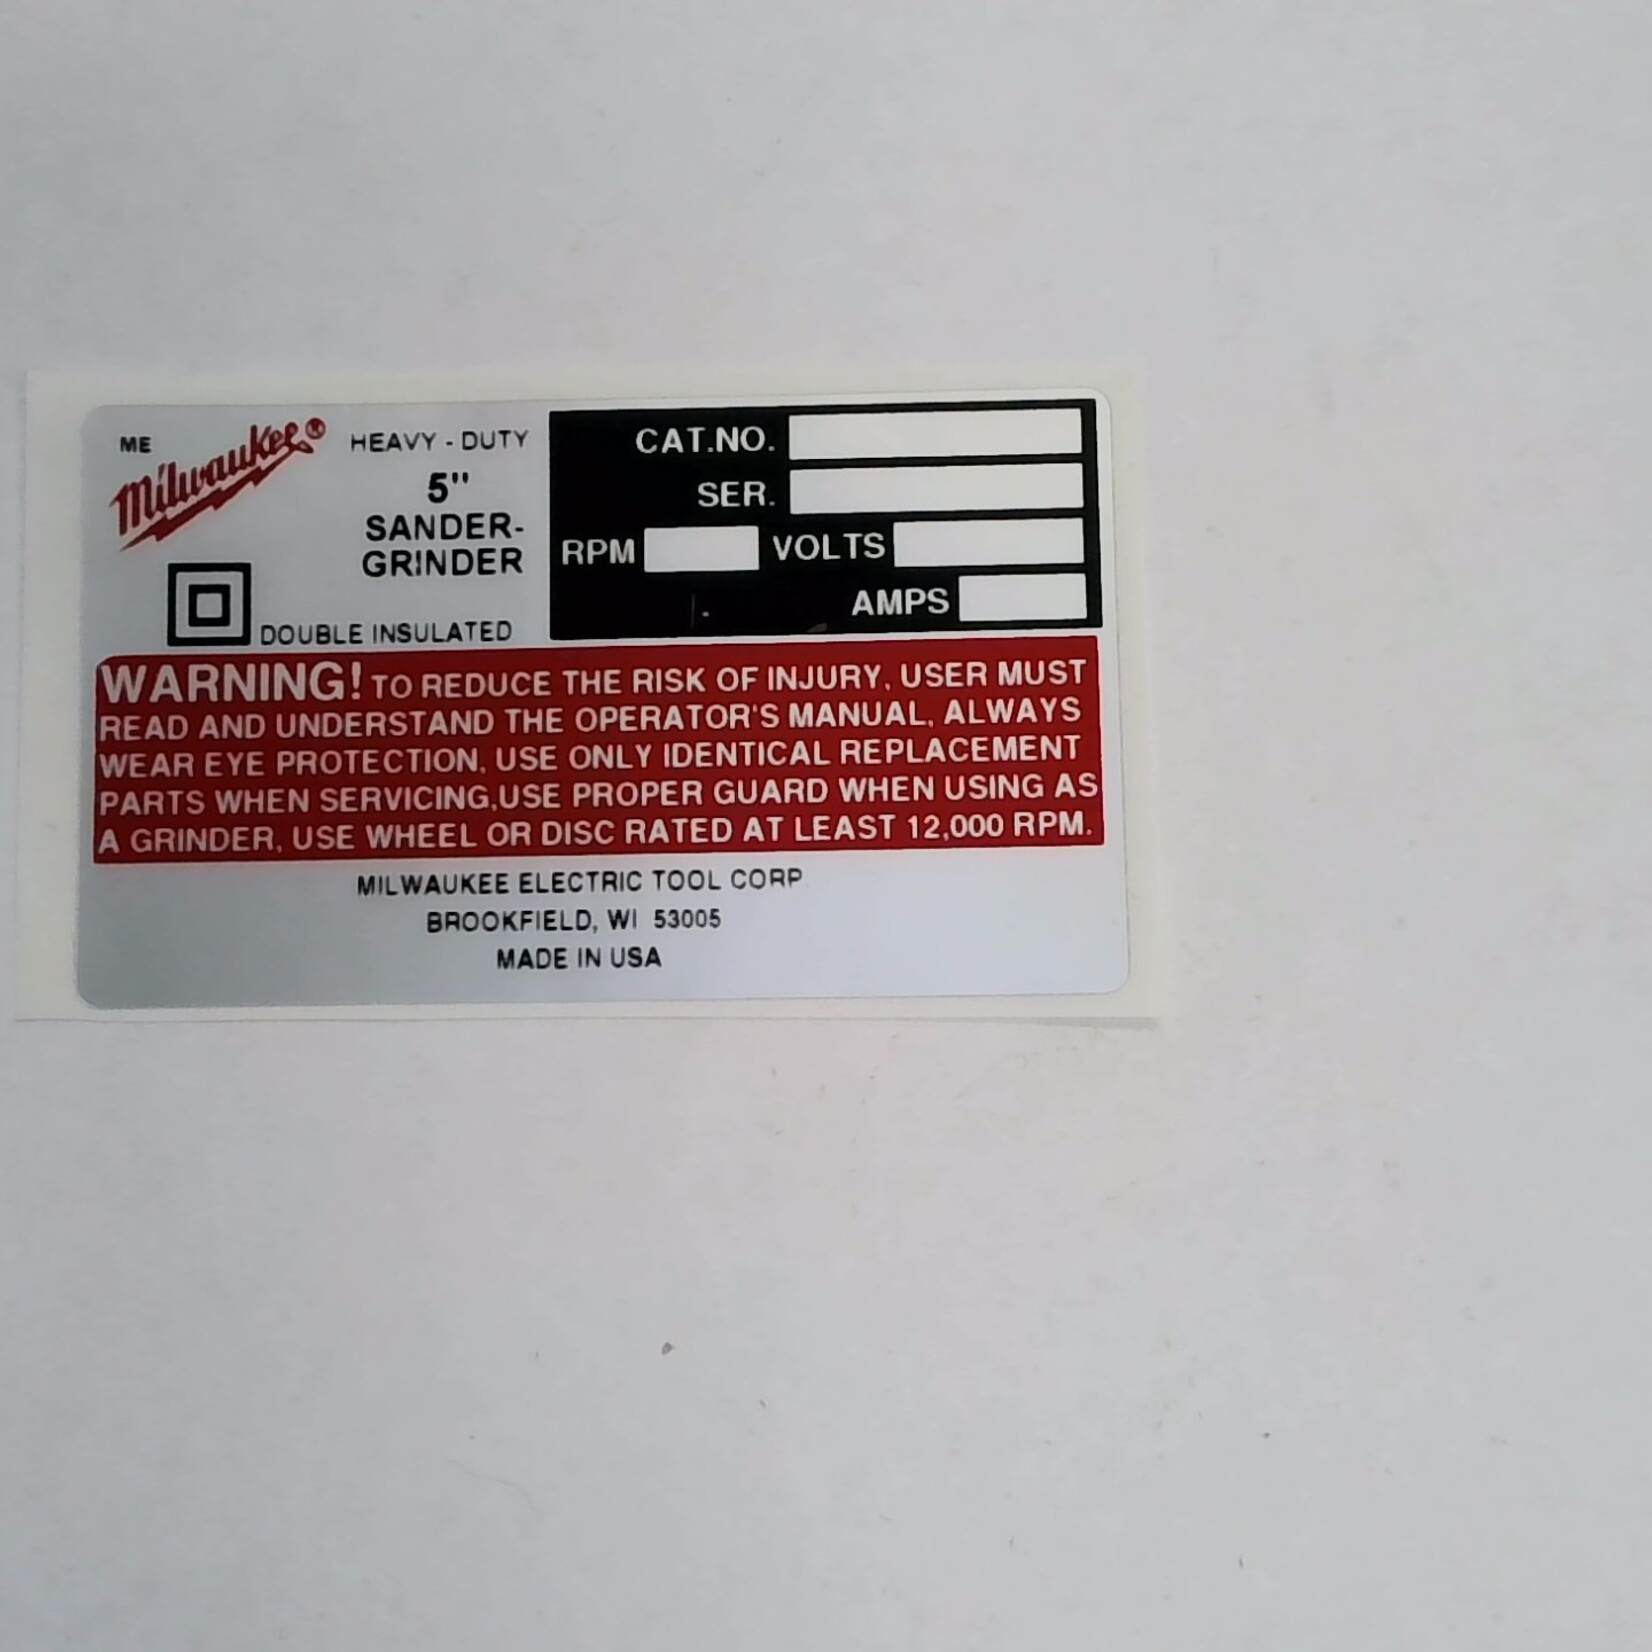 ME Milwaukee®
HEAVY - DUTY
5"
SANDER-
GRINDER
DOUBLE INSULATED
CAT.NO.
SER.
RPM VOLTS
AMPS
WARNING! TO REDUCE THE RISK OF INJURY, USER MUST
READ AND UNDERSTAND THE OPERATOR'S MANUAL, ALWAYS
WEAR EYE PROTECTION, USE ONLY IDENTICAL REPLACEMENT
PARTS WHEN SERVICING,USE PROPER GUARD WHEN USING AS
A GRINDER, USE WHEEL OR DISC RATED AT LEAST 12,000 RPM.
MILWAUKEE ELECTRIC TOOL CORP
BROOKFIELD, WI 53005
MADE IN USA